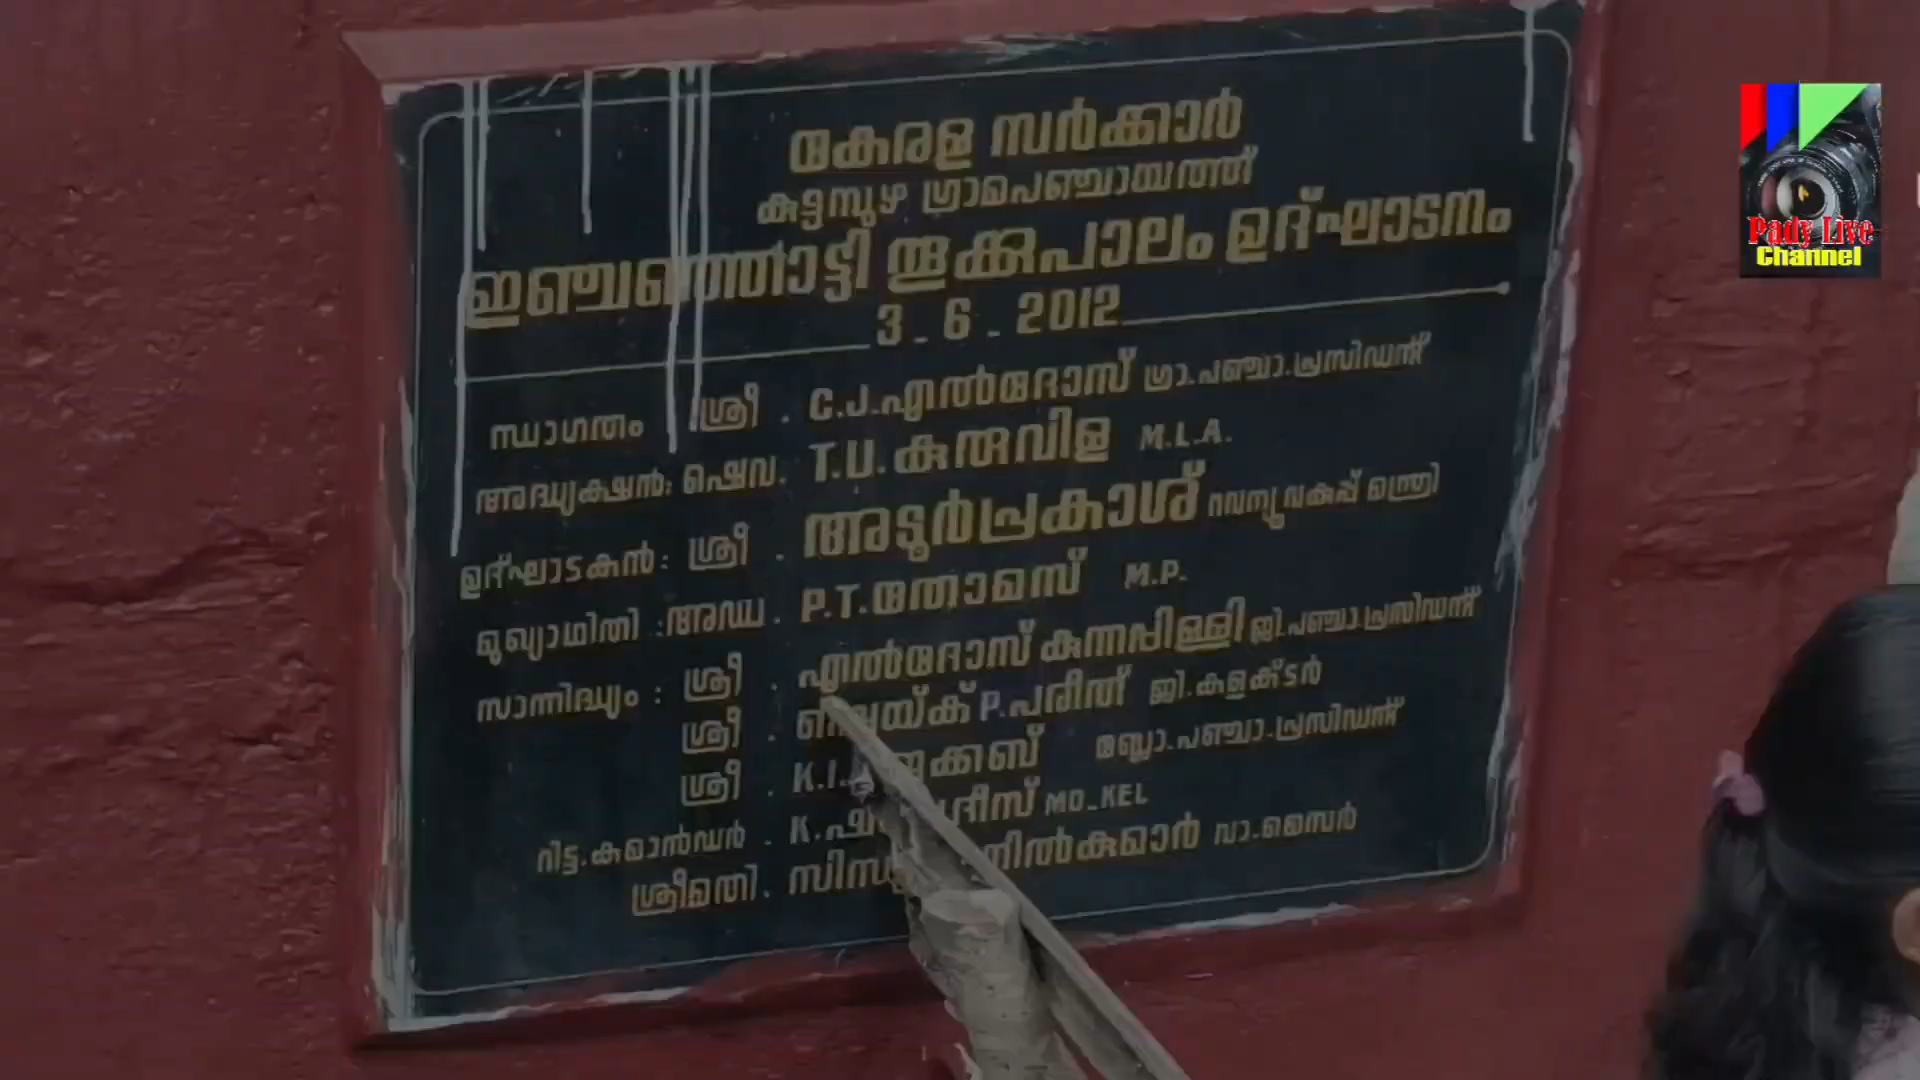 കേരള സർക്കാർ
കുട്ടമ്പുഴ ഗ്രാമപഞ്ചായത്ത്
ഇഞ്ചത്തൊട്ടി തൂക്കുപാലം ഉദ്ഘാടനം
3 - 6 - 2012
സ്വാഗതം ശ്രീ . C.J.എൽദോസ് ഗ്രാ.പഞ്ചാ.പ്രസിഡന്റ്
അദ്ധ്യക്ഷൻ: ഷെവ. T.U.കുരുവിള M.L.A.
ഉദ്ഘാടകൻ: ശ്രീ . അടൂർപ്രകാശ് റവന്യൂവകുപ്പ് മന്ത്രി
മുഖ്യാഥിതി :അഡ്വ. P.T.തോമസ് M.P.
സാന്നിദ്ധ്യം : ശ്രീ . എൽദോസ് കുന്നപ്പിള്ളി ജി.പഞ്ചാ.പ്രസിഡന്റ്
ശ്രീ . P.പരീത് ജി.കളക്ടർ
ശ്രീ . K.I. ബ്ലോ.പഞ്ചാ.പ്രസിഡന്റ്
റിട്ട.കമാൻഡർ . K. MD_KEL
ശ്രീമതി . വാ.മെമ്പർ
Pady Live
Channel